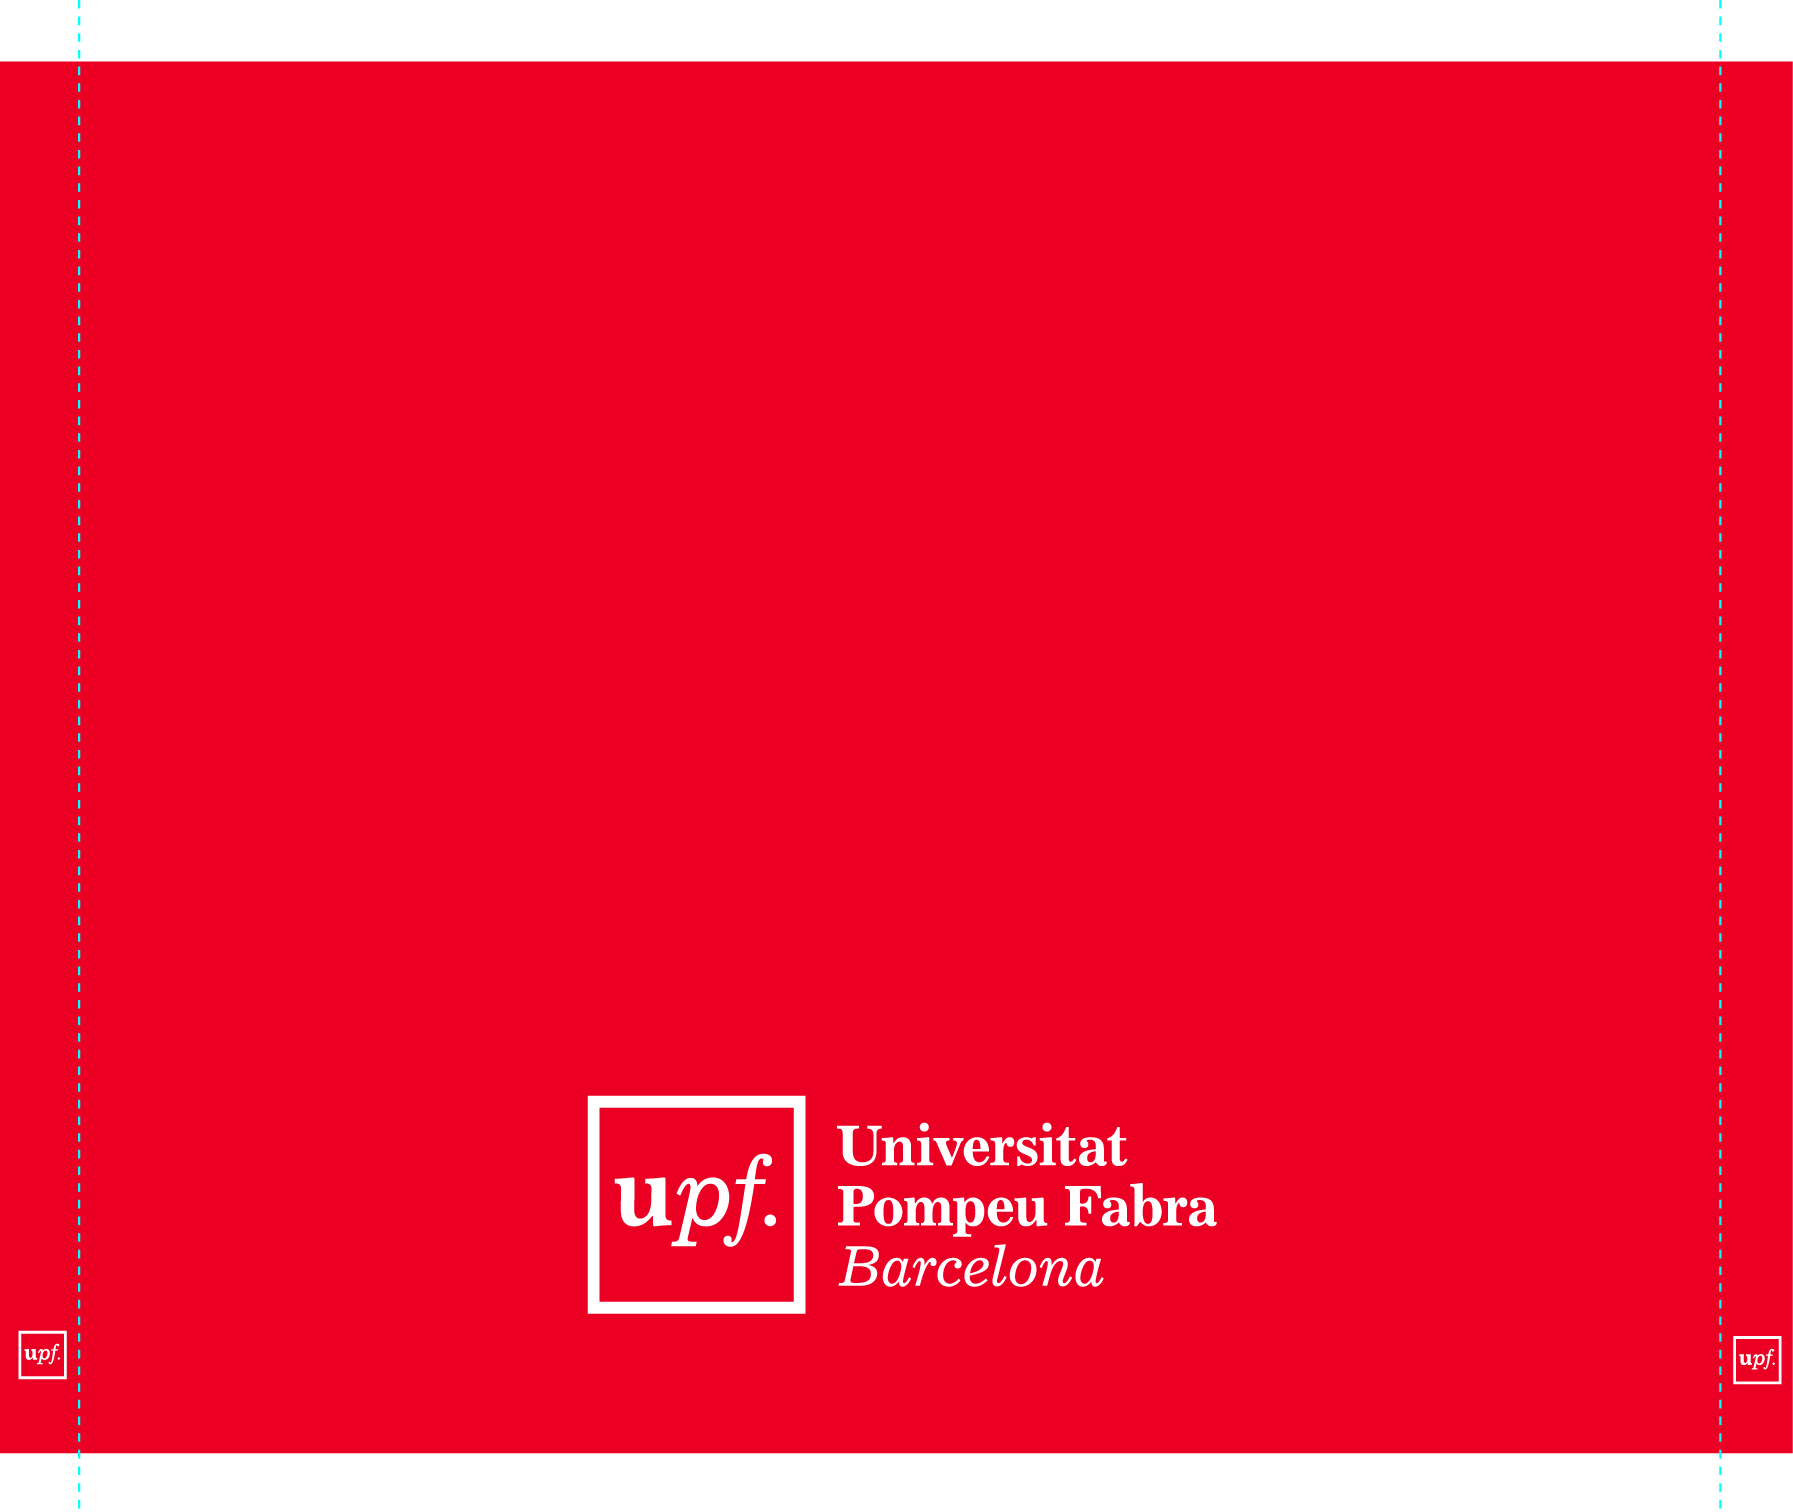 upf.
Universitat
Pompeu Fabra
Barcelona
upf.
upf.